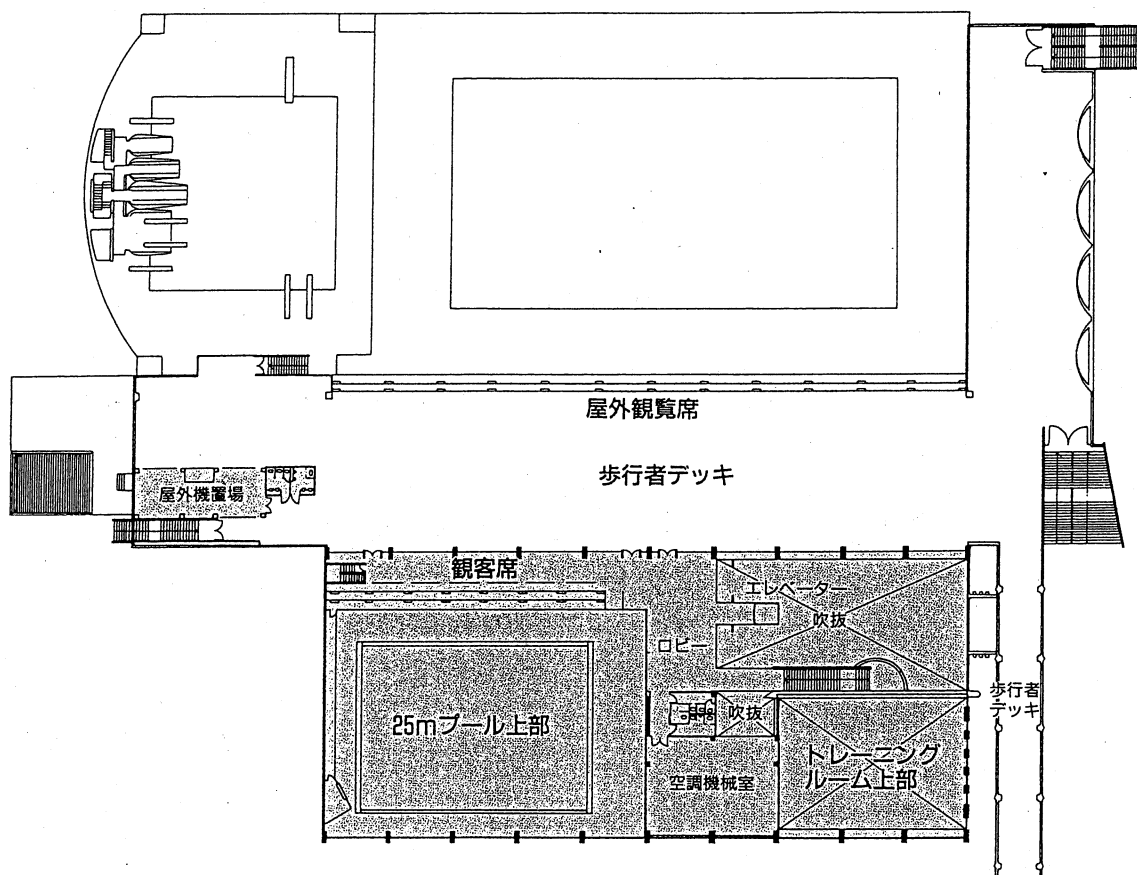 屋外観覧席
歩行者デッキ
屋外機置場
観客席
エレベーター
吹抜
ロビー
歩行者
デッキ
25mプール上部
吹抜
トレーニング
ルーム上部
空調機械室